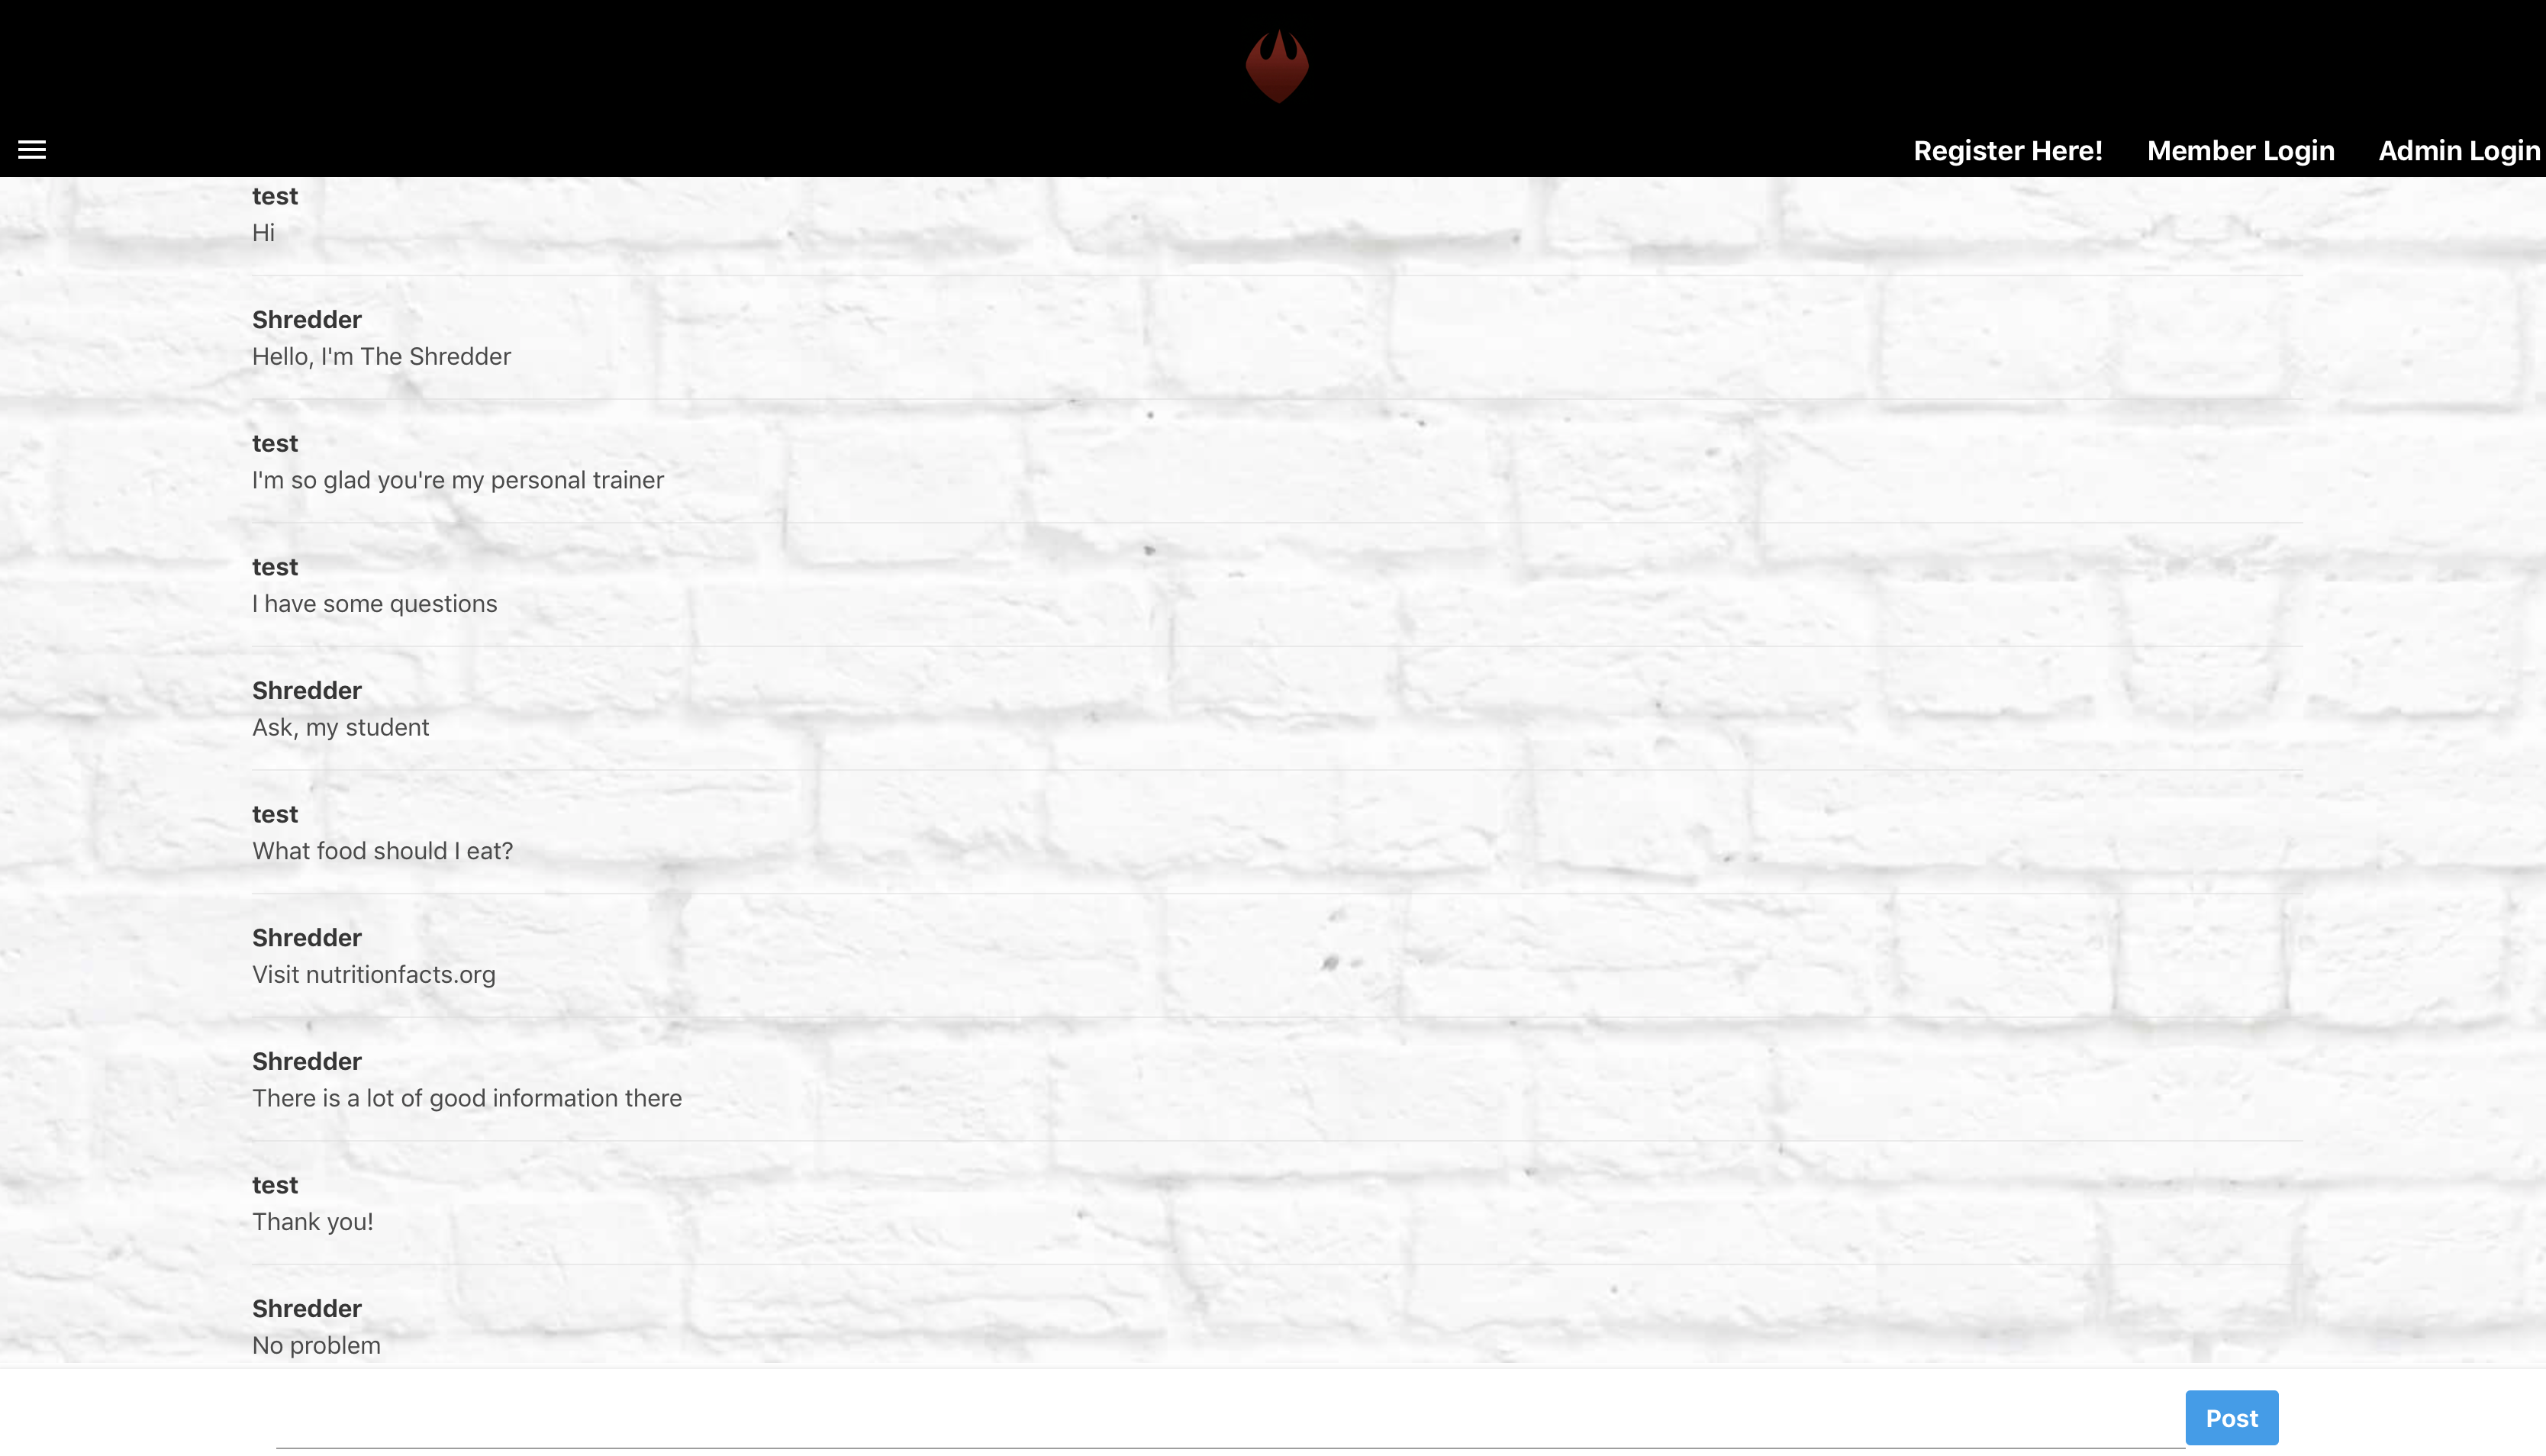 Register Here! Member Login Admin Login
test
Hi
Shredder
Hello, I'm The Shredder
test
I'm so glad you're my personal trainer
test
I have some questions
Shredder
Ask, my student
test
What food should I eat?
Shredder
Visit nutritionfacts.org
Shredder
There is a lot of good information there
test
Thank you!
Shredder
No problem
Post